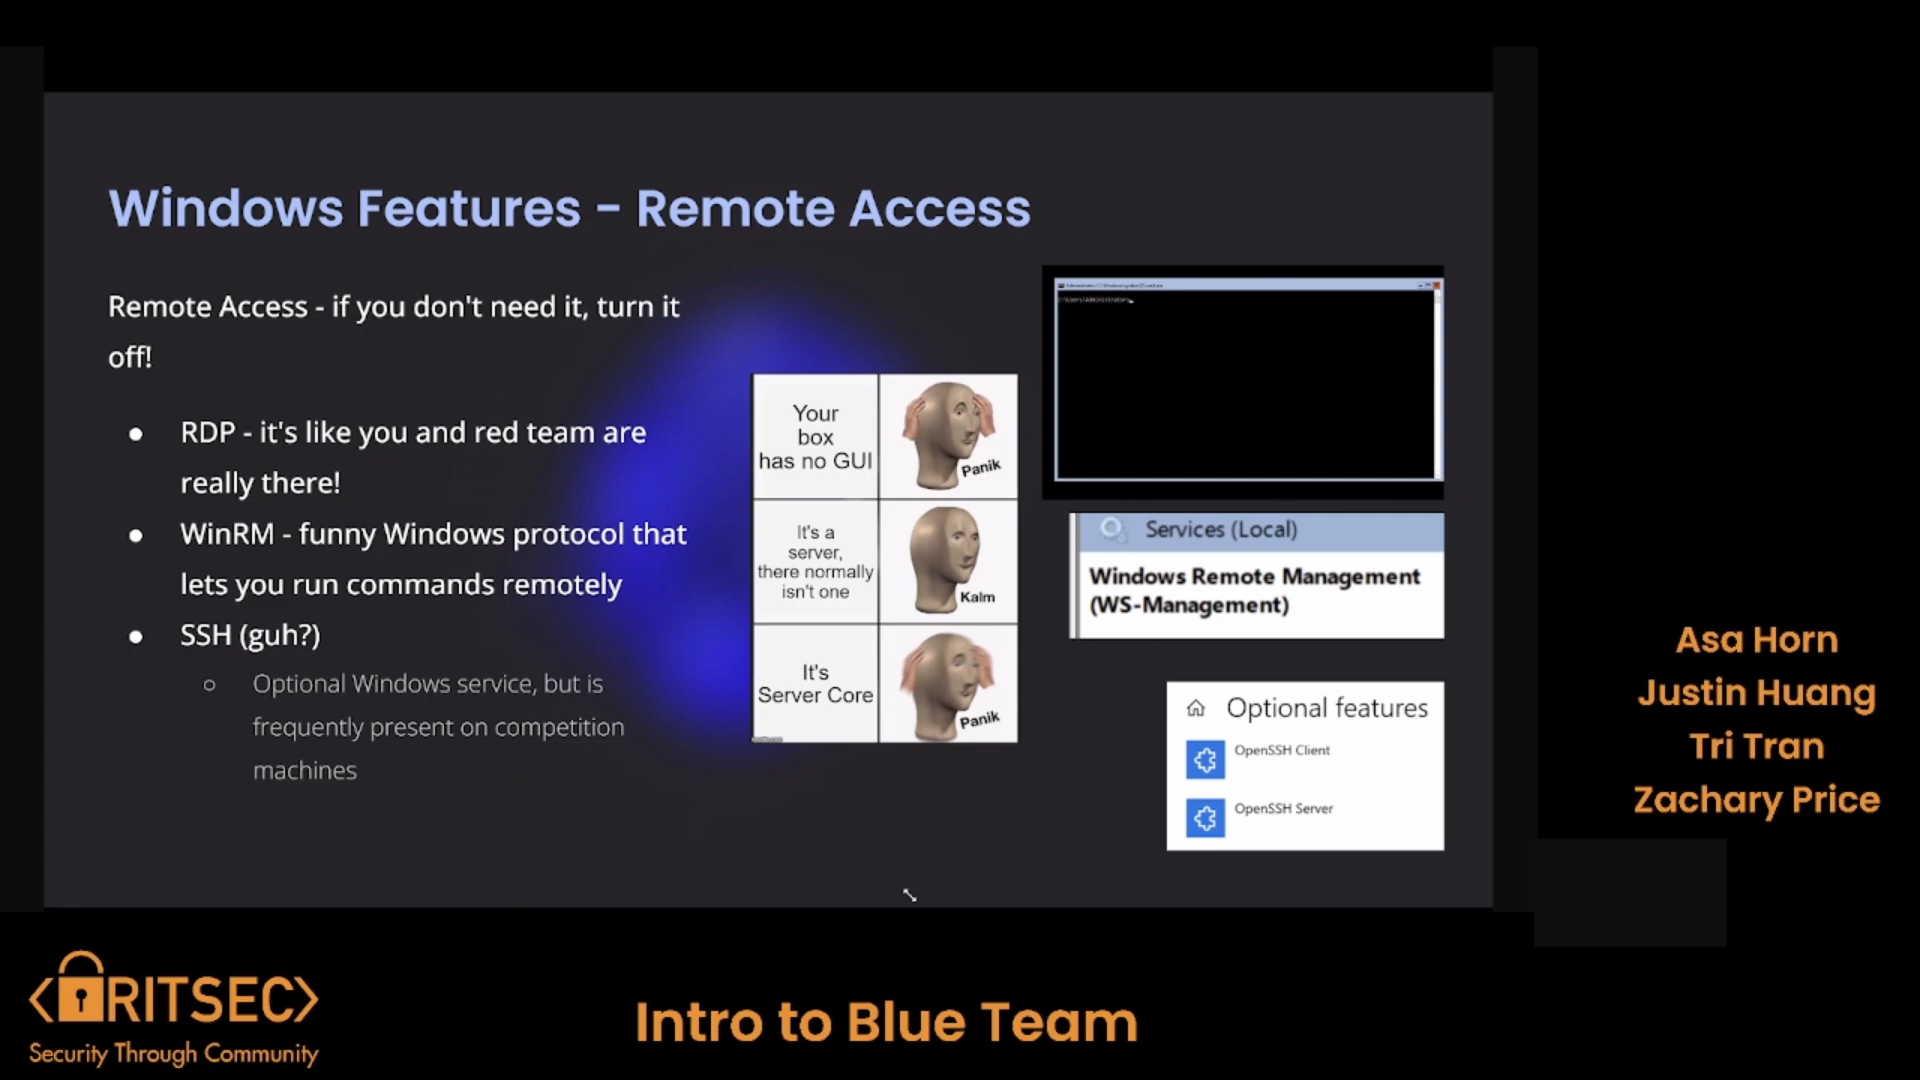 Windows Features - Remote Access
Remote Access - if you don't need it, turn it
off!
● RDP - it's like you and red team are
really there!
● WinRM - funny Windows protocol that
lets you run commands remotely
● SSH (guh?)
○ Optional Windows service, but is
frequently present on competition
machines
Your
box
has no GUI
Panik
It's a
server,
there normally
isn't one
Kalm
It's
Server Core
Panik
Services (Local)
Windows Remote Management
(WS-Management)
Optional features
OpenSSH Client
OpenSSH Server
Asa Horn
Justin Huang
Tri Tran
Zachary Price
<RITSEC>
Security Through Community
Intro to Blue Team